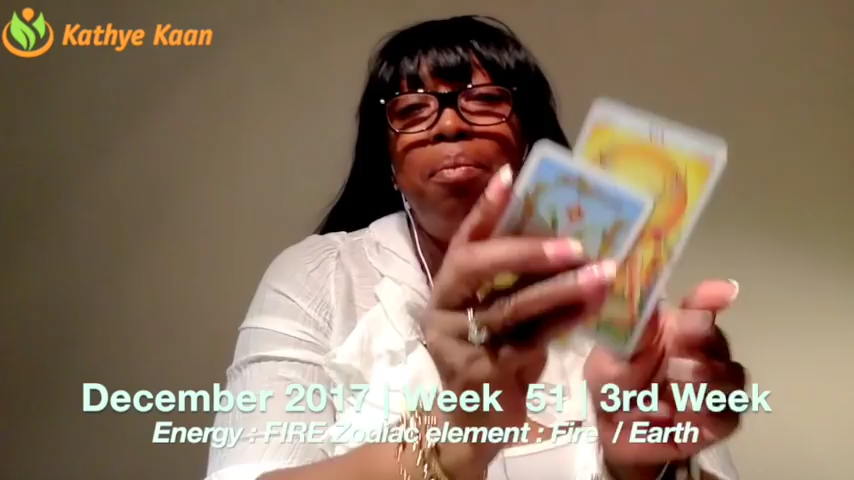 Kathye Kaan
December 2017 | Week 51 | 3rd Week
Energy : FIRE Zodiac element : Fire / Earth